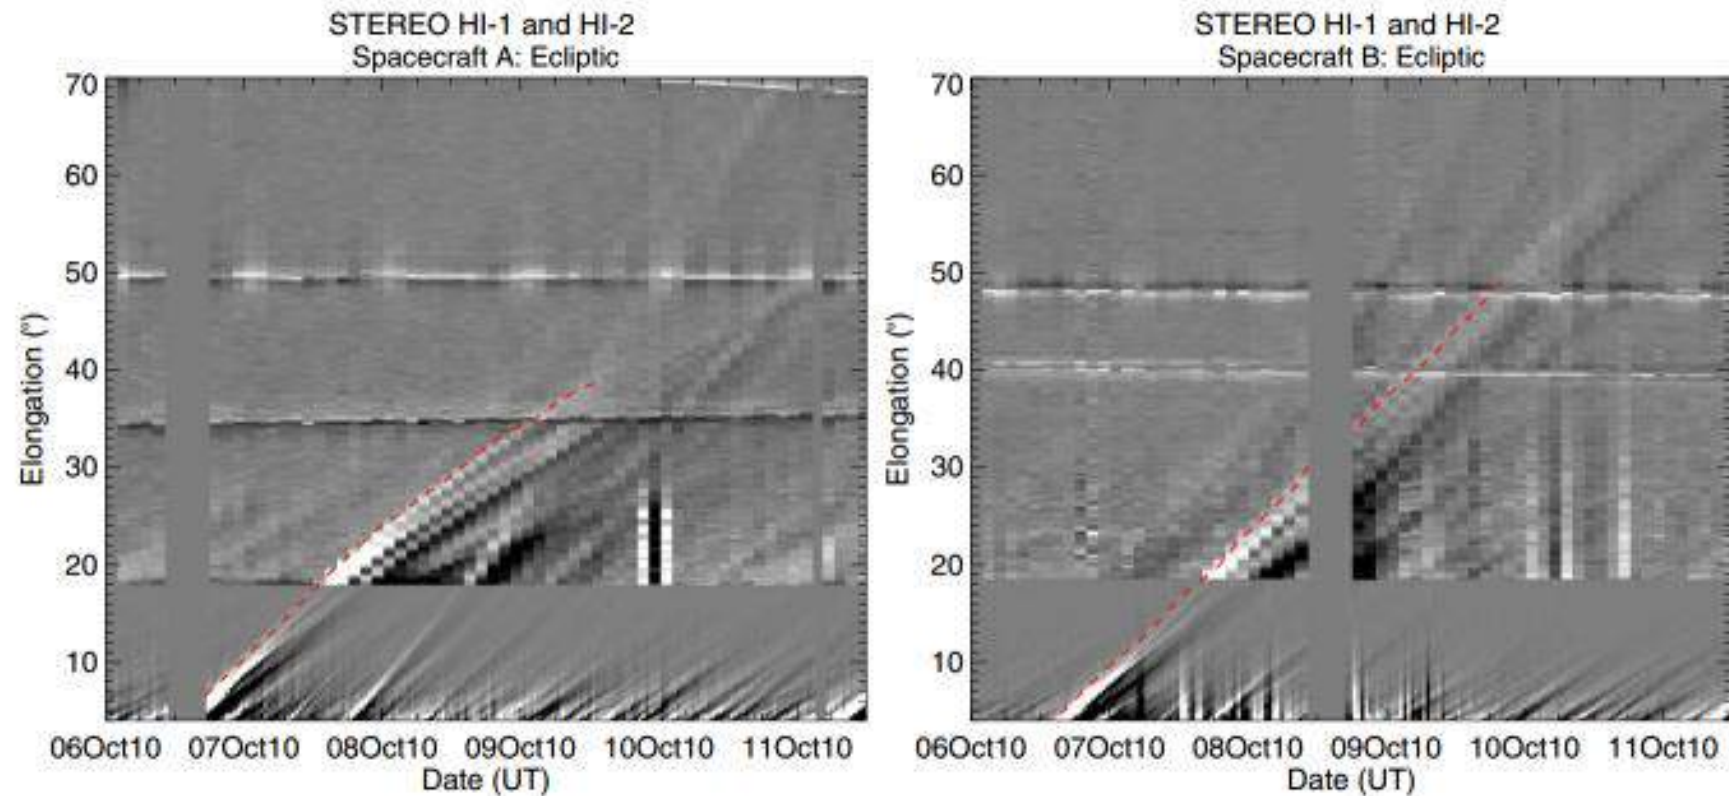 STEREO HI-1 and HI-2
Spacecraft A: Ecliptic
70
60
50
40
30
20
10
Elongation (°)
06Oct10 07Oct10 08Oct10 09Oct10 10Oct10 11Oct10
Date (UT)
STEREO HI-1 and HI-2
Spacecraft B: Ecliptic
70
60
50
40
30
20
10
Elongation (°)
06Oct10 07Oct10 08Oct10 09Oct10 10Oct10 11Oct10
Date (UT)